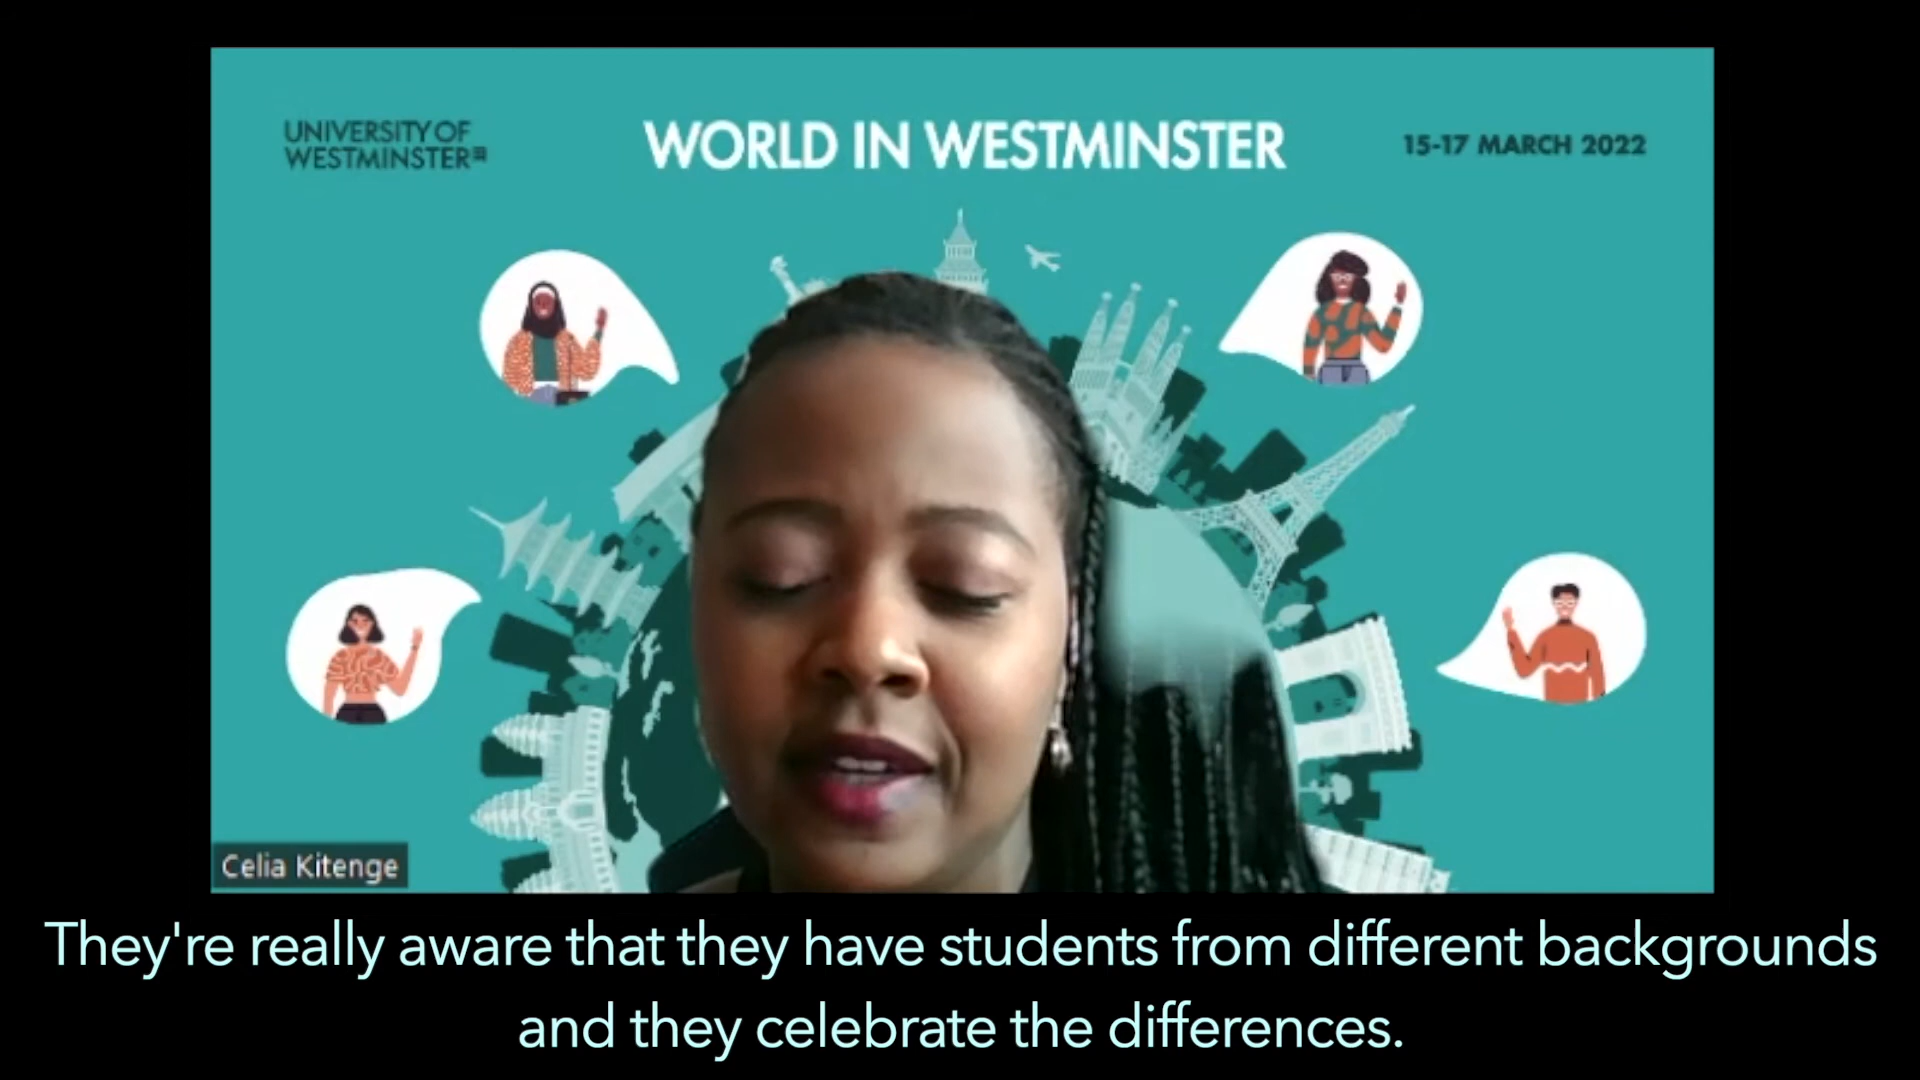 UNIVERSITY OF
WESTMINSTER
WORLD IN WESTMINSTER
15-17 MARCH 2022
Celia Kitenge
They're really aware that they have students from different backgrounds
and they celebrate the differences.